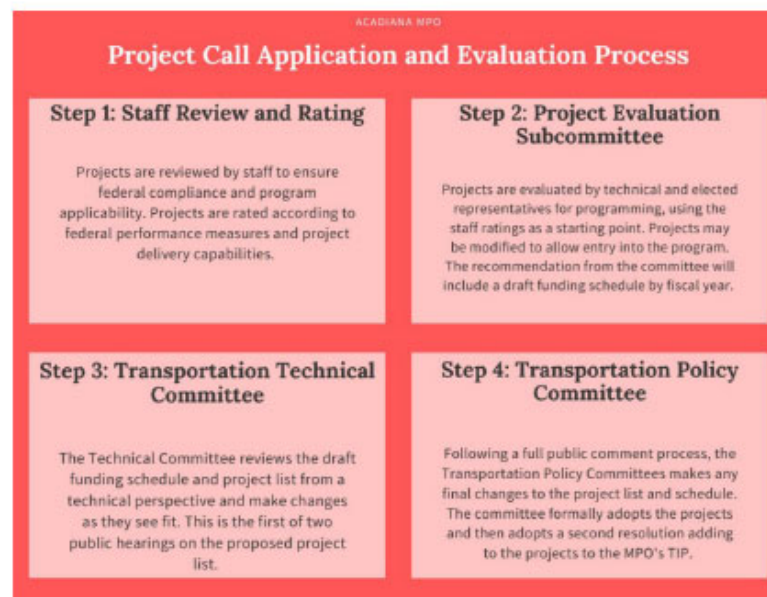 ACADIANA MPO
Project Call Application and Evaluation Process
Step 1: Staff Review and Rating
Projects are reviewed by staff to ensure
federal compliance and program
applicability. Projects are rated according to
federal performance measures and project
delivery capabilities.
Step 2: Project Evaluation
Subcommittee
Projects are evaluated by technical and elected
representatives for programming, using the
staff ratings as a starting point. Projects may
be modified to allow entry into the program.
The recommendation from the committee will
include a draft funding schedule by fiscal year.
Step 3: Transportation Technical
Committee
The Technical Committee reviews the draft
funding schedule and project list from a
technical perspective and make changes
as they see fit. This is the first of two
public hearings on the proposed project
list.
Step 4: Transportation Policy
Committee
Following a full public comment process, the
Transportation Policy Committees makes any
final changes to the project list and schedule.
The committee formally adopts the projects
and then adopts a second resolution adding
to the projects to the MPO's TIP.